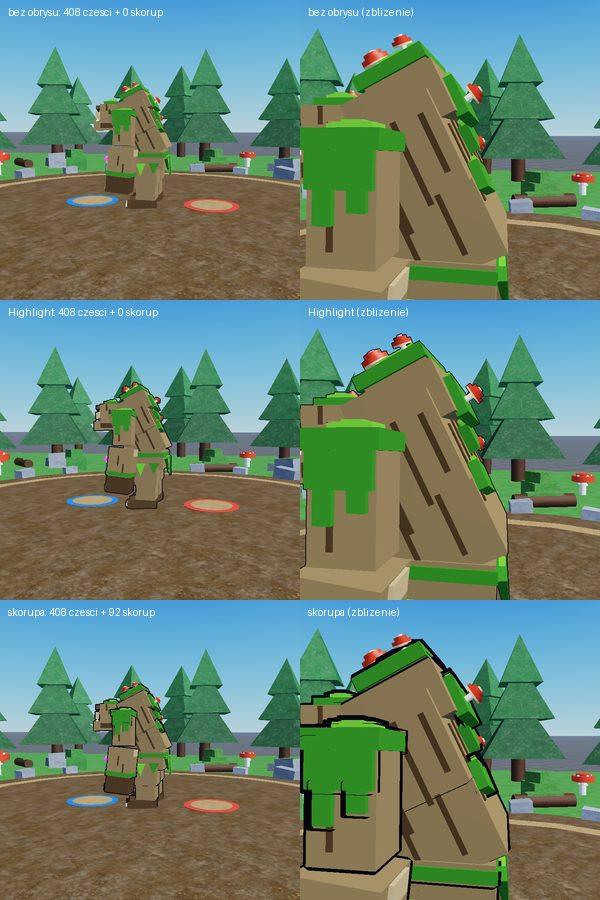 bez obrysu: 408 czesci + 0 skorup
bez obrysu (zblizenie)
Highlight: 408 czesci + 0 skorup
Highlight (zblizenie)
skorupa: 408 czesci + 92 skorup
skorupa (zblizenie)